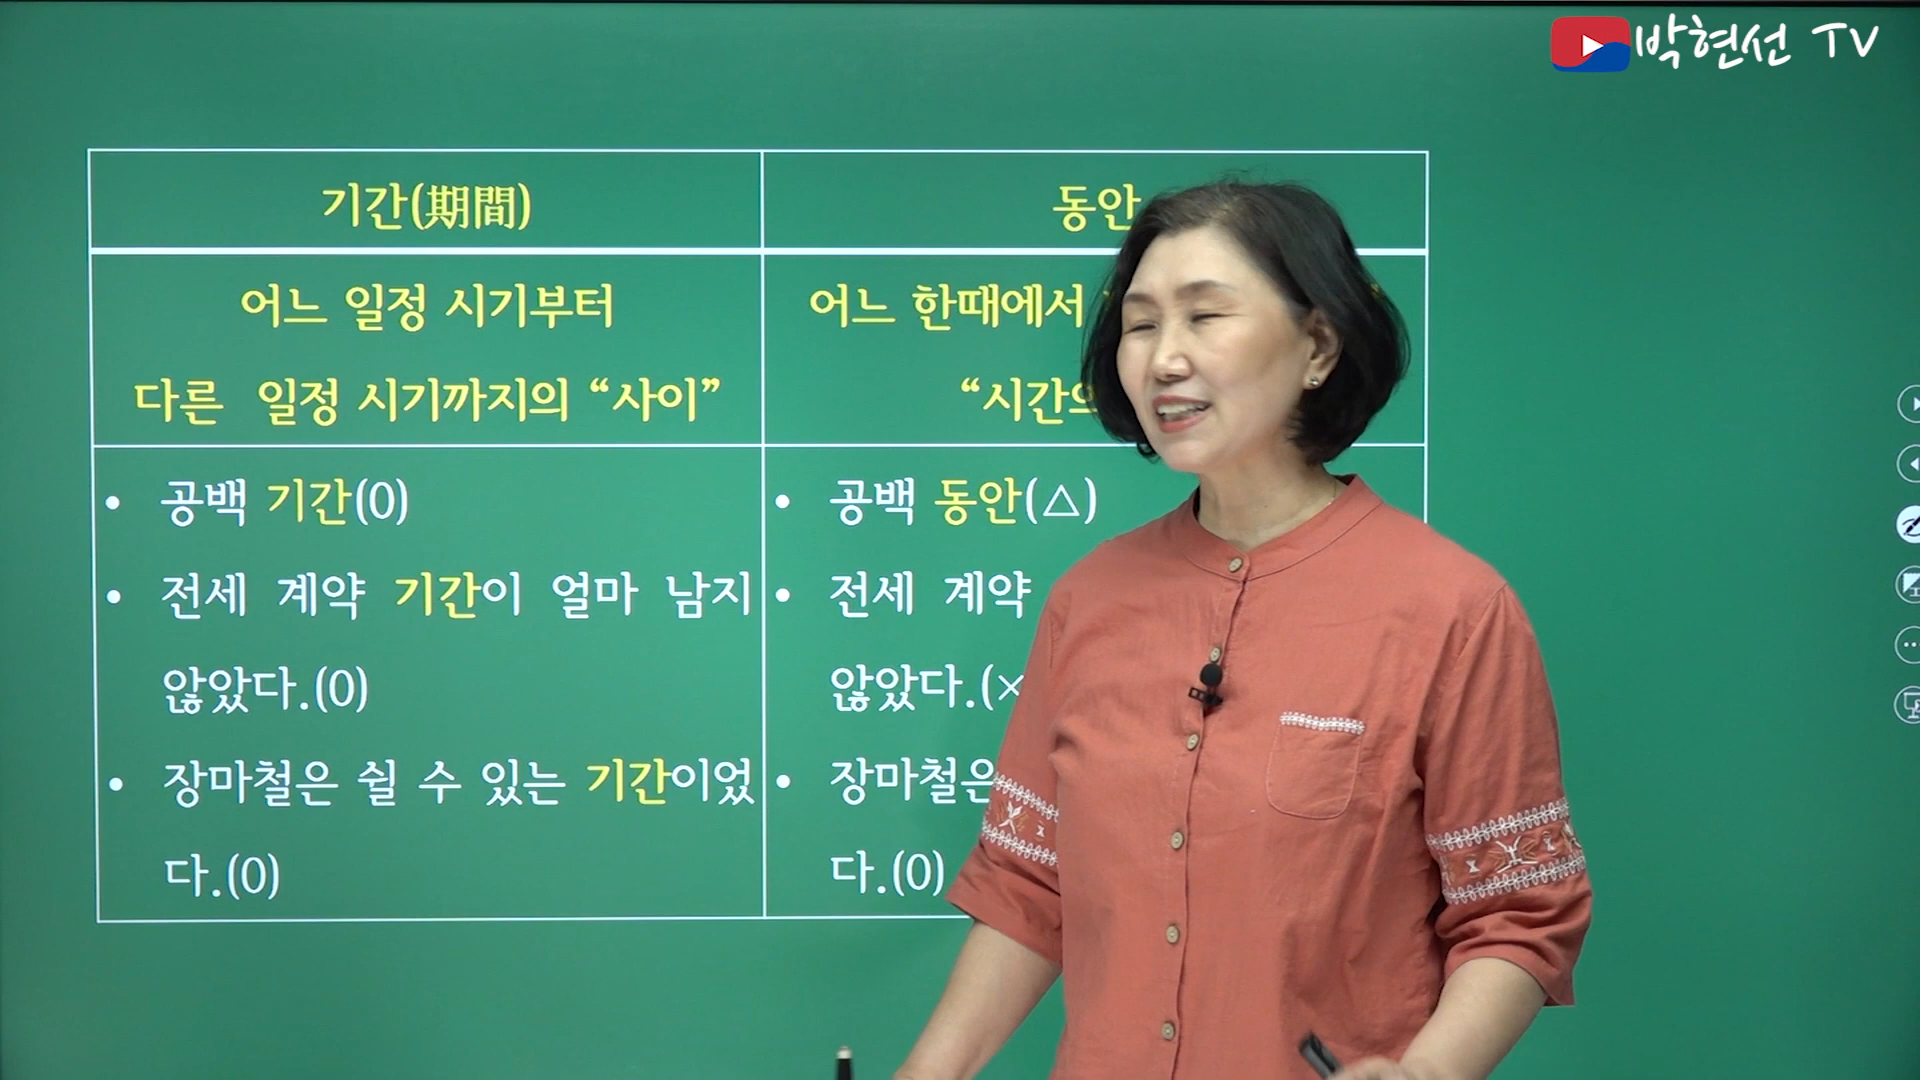 박현선 TV
기간(期間)
동안
어느 일정 시기부터
다른 일정 시기까지의 “사이”
어느 한때에서
“시간의
• 공백 기간(0)
• 전세 계약 기간이 얼마 남지
않았다.(0)
• 장마철은 쉴 수 있는 기간이었
다.(0)
• 공백 동안(△)
• 전세 계약
않았다.(×
• 장마철은
다.(0)